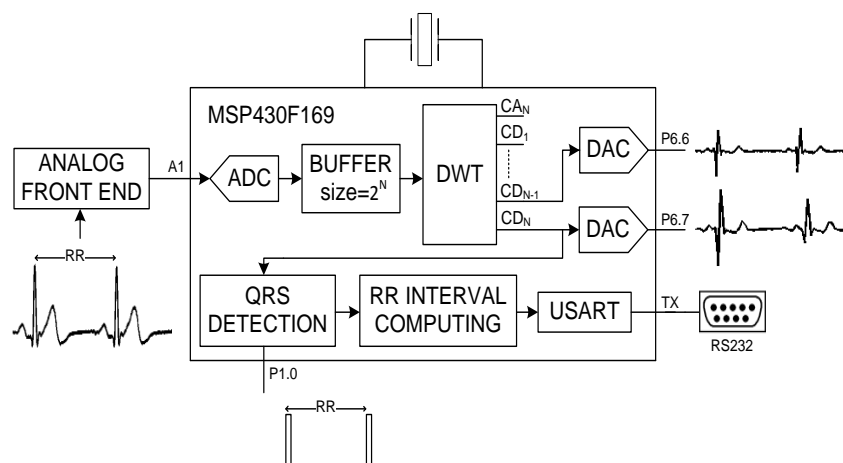 MSP430F169
ANALOG
FRONT END
A1
ADC
BUFFER
size=2^N
DWT
CA_N
CD_1
CD_N-1
CD_N
DAC
P6.6
DAC
P6.7
RR
QRS
DETECTION
RR INTERVAL
COMPUTING
USART
TX
RS232
P1.0
RR